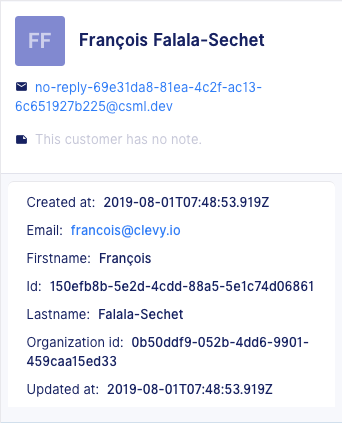 FF
François Falala-Sechet
no-reply-69e31da8-81ea-4c2f-ac13-
6c651927b225@csml.dev
This customer has no note.
Created at: 2019-08-01T07:48:53.919Z
Email: francois@clevy.io
Firstname: François
Id: 150efb8b-5e2d-4cdd-88a5-5e1c74d06861
Lastname: Falala-Sechet
Organization id: 0b50ddf9-052b-4dd6-9901-
459caa15ed33
Updated at: 2019-08-01T07:48:53.919Z